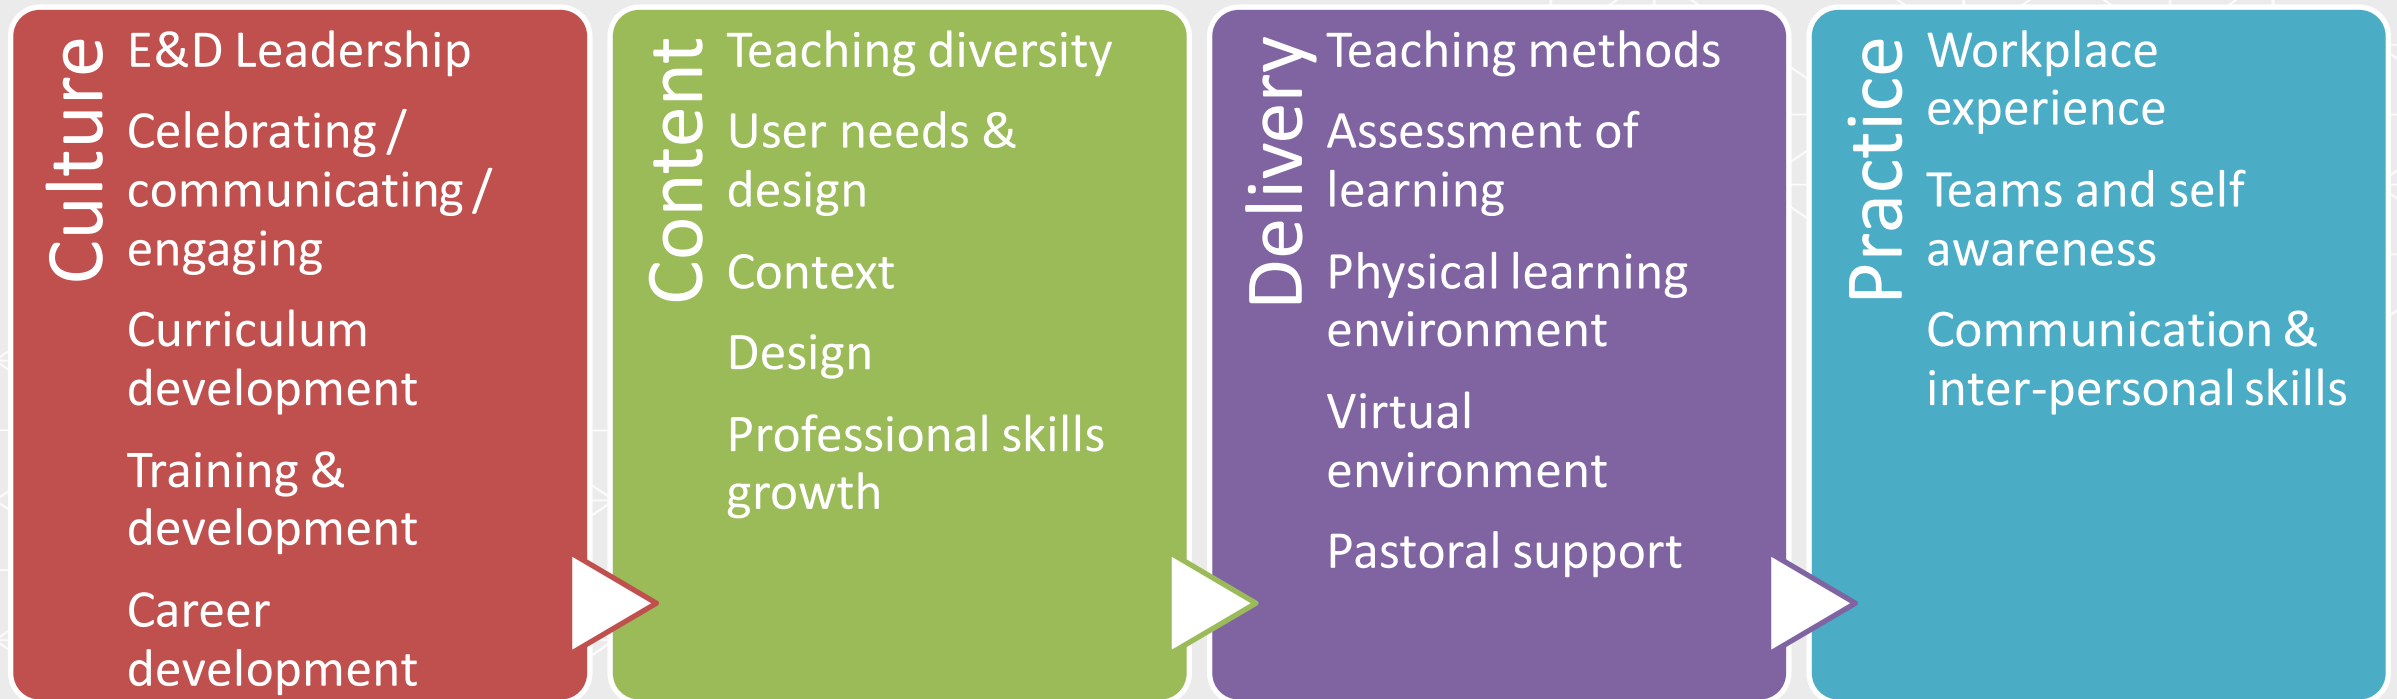 Culture
E&D Leadership
Celebrating /
communicating /
engaging
Curriculum
development
Training &
development
Career
development
Content
Teaching diversity
User needs &
design
Context
Design
Professional skills
growth
Delivery
Teaching methods
Assessment of
learning
Physical learning
environment
Virtual
environment
Pastoral support
Practice
Workplace
experience
Teams and self
awareness
Communication &
inter-personal skills